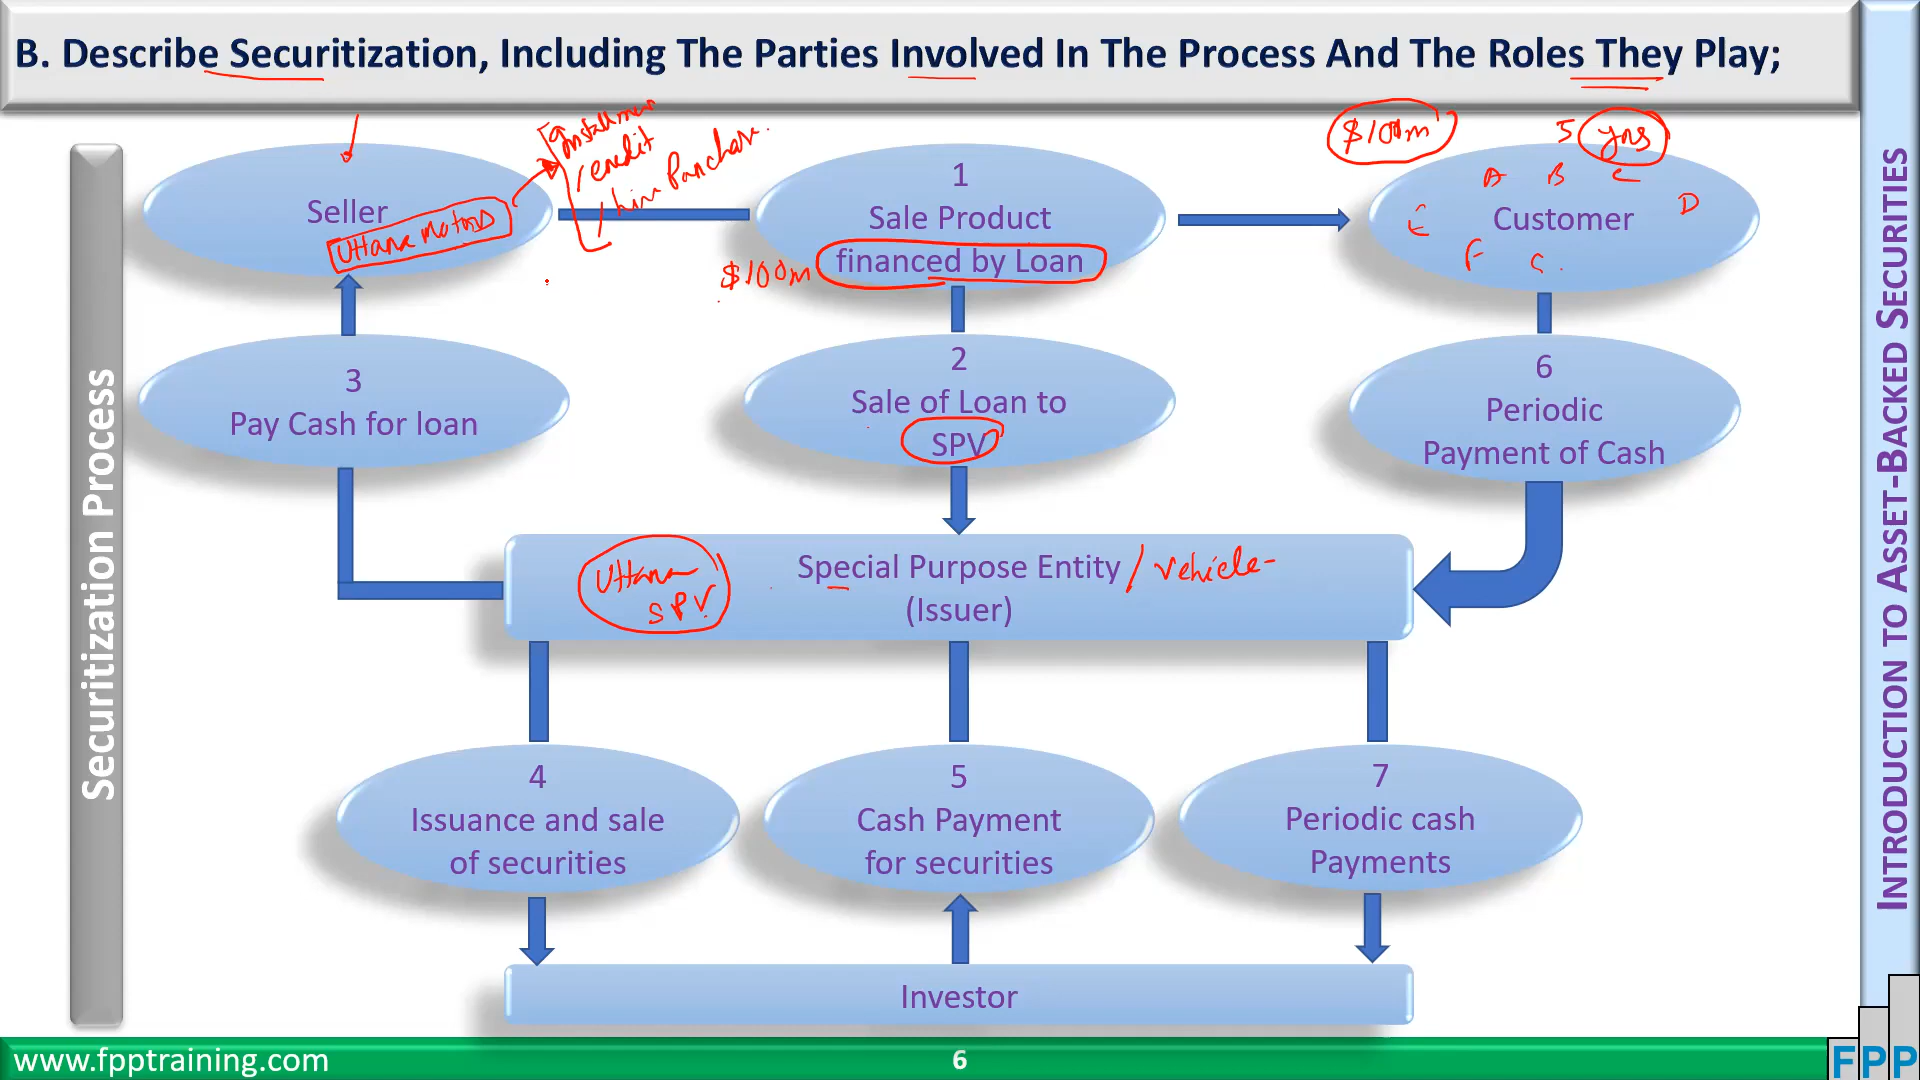 B. Describe Securitization, Including The Parties Involved In The Process And The Roles They Play;
Securitization Process
INTRODUCTION TO ASSET-BACKED SECURITIES
Seller
Uttara Motors
Installmen
/credit
/hire Purchase.
1
Sale Product
financed by Loan
$100m
$100m
5 yrs
A B C
D
E
F G.
Customer
3
Pay Cash for loan
2
Sale of Loan to
SPV
6
Periodic
Payment of Cash
Special Purpose Entity / Vehicle
(Issuer)
Uttara
SPV
4
Issuance and sale
of securities
5
Cash Payment
for securities
7
Periodic cash
Payments
Investor
www.fpptraining.com
6
FPP